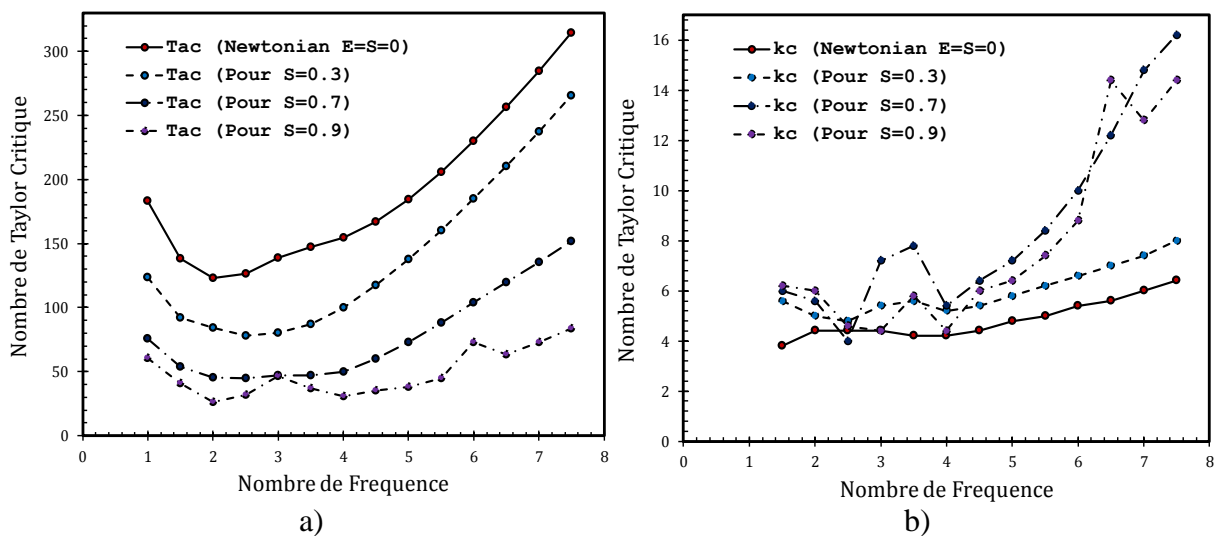 Nombre de Taylor Critique
300
250
200
150
100
50
0
Tac (Newtonian E=S=0)
Tac (Pour S=0.3)
Tac (Pour S=0.7)
Tac (Pour S=0.9)
0 1 2 3 4 5 6 7 8
Nombre de Frequence
a)
Nombre de Taylor Critique
16
14
12
10
8
6
4
2
0
kc (Newtonian E=S=0)
kc (Pour S=0.3)
kc (Pour S=0.7)
kc (Pour S=0.9)
0 1 2 3 4 5 6 7 8
Nombre de Frequence
b)